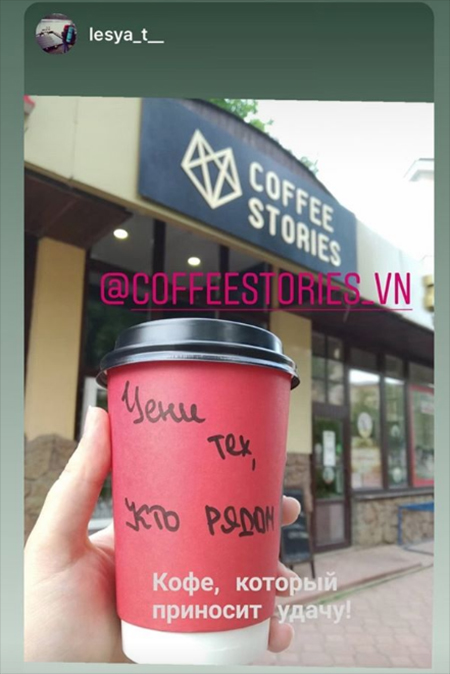 lesya_t__
COFFEE
STORIES
@COFFEESTORIES_VN
Цени
тех,
кто рядом
Кофе, который
приносит удачу!